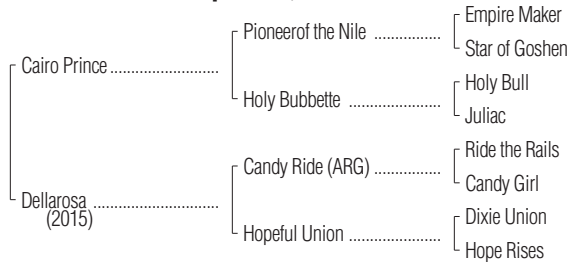 Empire Maker
Pioneerof the Nile ................
Star of Goshen
Cairo Prince ..........................
Holy Bull
Holy Bubbette ......................
Juliac
Ride the Rails
Candy Ride (ARG) ................
Candy Girl
Dellarosa ..............................
(2015)
Dixie Union
Hopeful Union ......................
Hope Rises